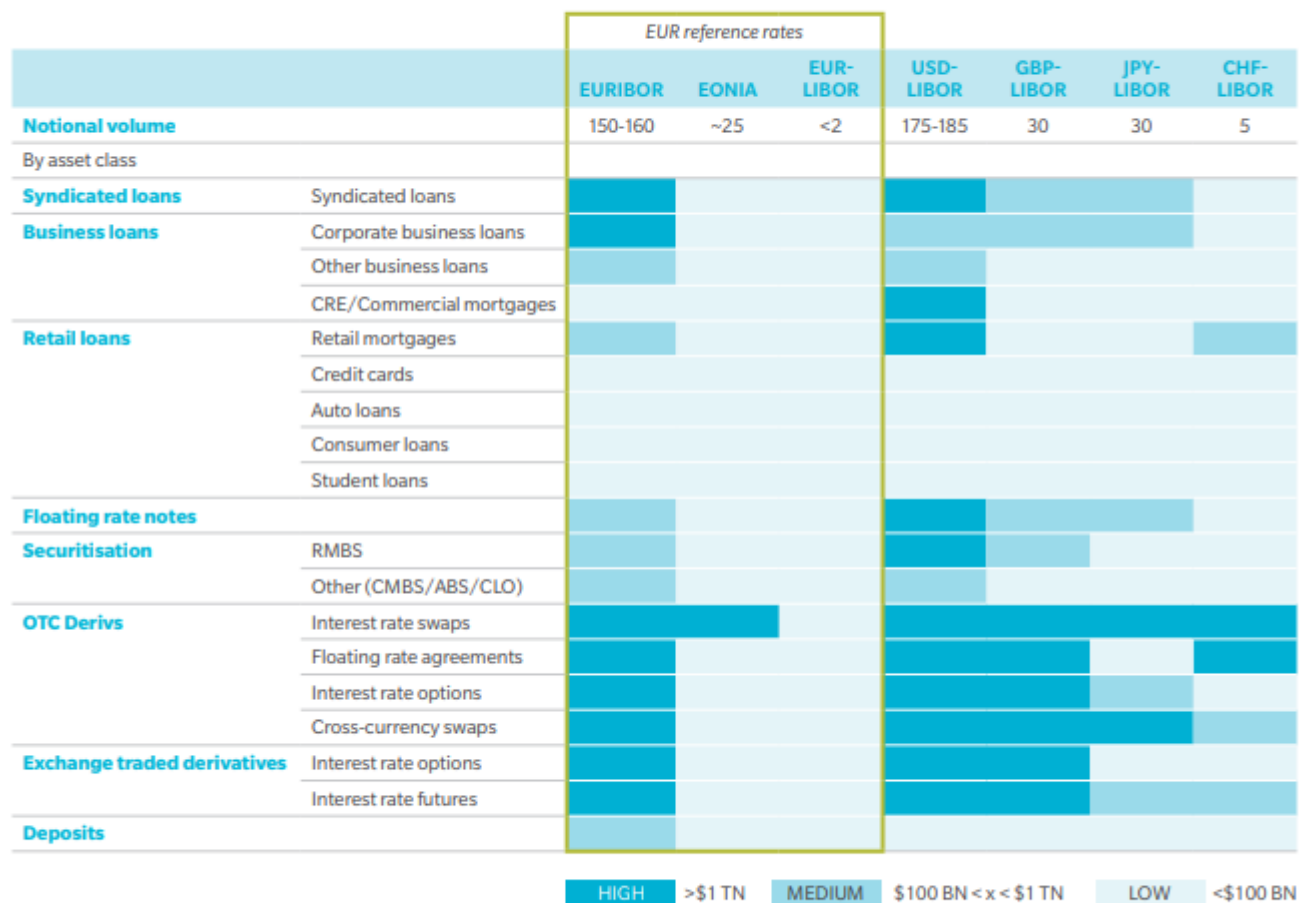 EUR reference rates
EURIBOR EONIA EUR-LIBOR USD-LIBOR GBP-LIBOR JPY-LIBOR CHF-LIBOR
Notional volume 150-160 ~25 <2 175-185 30 30 5
By asset class
Syndicated loans Syndicated loans
Business loans Corporate business loans
Other business loans
CRE/Commercial mortgages
Retail loans Retail mortgages
Credit cards
Auto loans
Consumer loans
Student loans
Floating rate notes
Securitisation RMBS
Other (CMBS/ABS/CLO)
OTC Derivs Interest rate swaps
Floating rate agreements
Interest rate options
Cross-currency swaps
Exchange traded derivatives Interest rate options
Interest rate futures
Deposits
HIGH >$1 TN MEDIUM $100 BN < x < $1 TN LOW <$100 BN